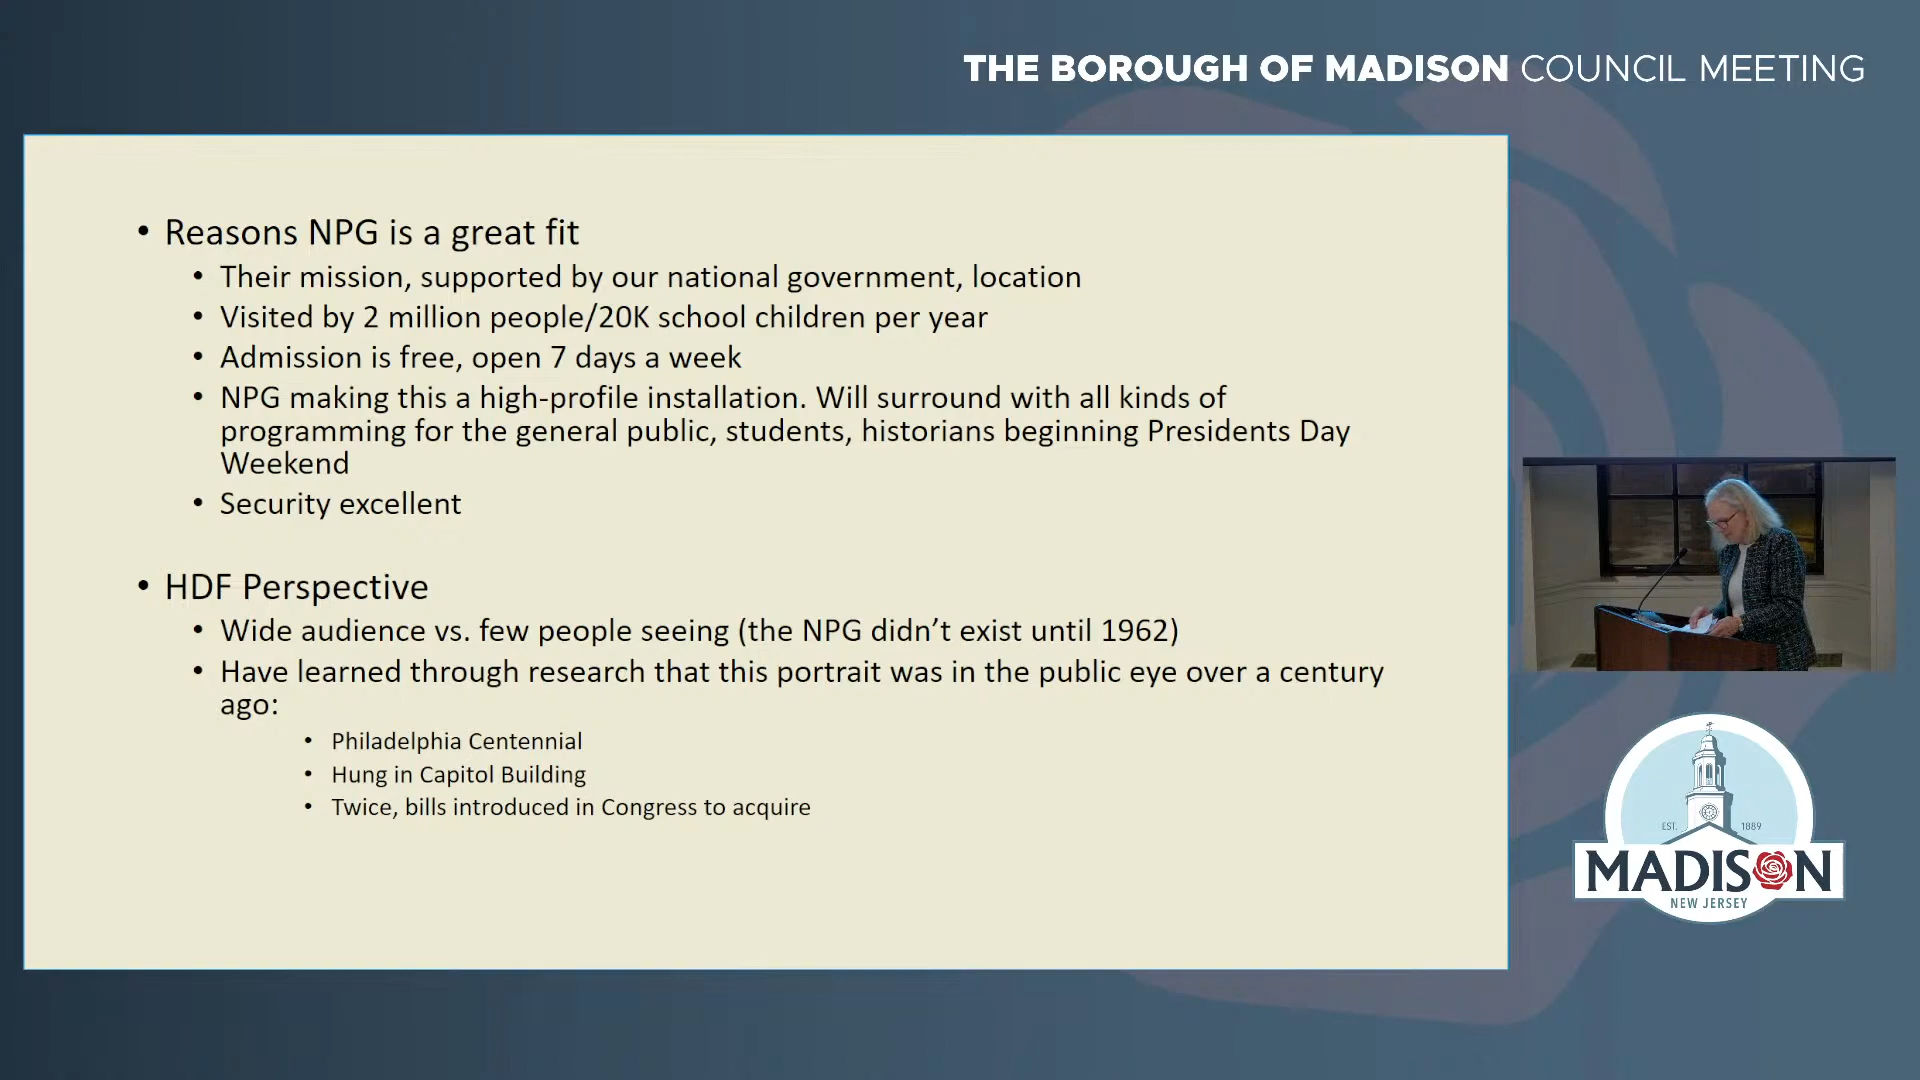 THE BOROUGH OF MADISON COUNCIL MEETING
• Reasons NPG is a great fit
• Their mission, supported by our national government, location
• Visited by 2 million people/20K school children per year
• Admission is free, open 7 days a week
• NPG making this a high-profile installation. Will surround with all kinds of
programming for the general public, students, historians beginning Presidents Day
Weekend
• Security excellent
• HDF Perspective
• Wide audience vs. few people seeing (the NPG didn’t exist until 1962)
• Have learned through research that this portrait was in the public eye over a century
ago:
• Philadelphia Centennial
• Hung in Capitol Building
• Twice, bills introduced in Congress to acquire
EST. 1889
MADISON
NEW JERSEY